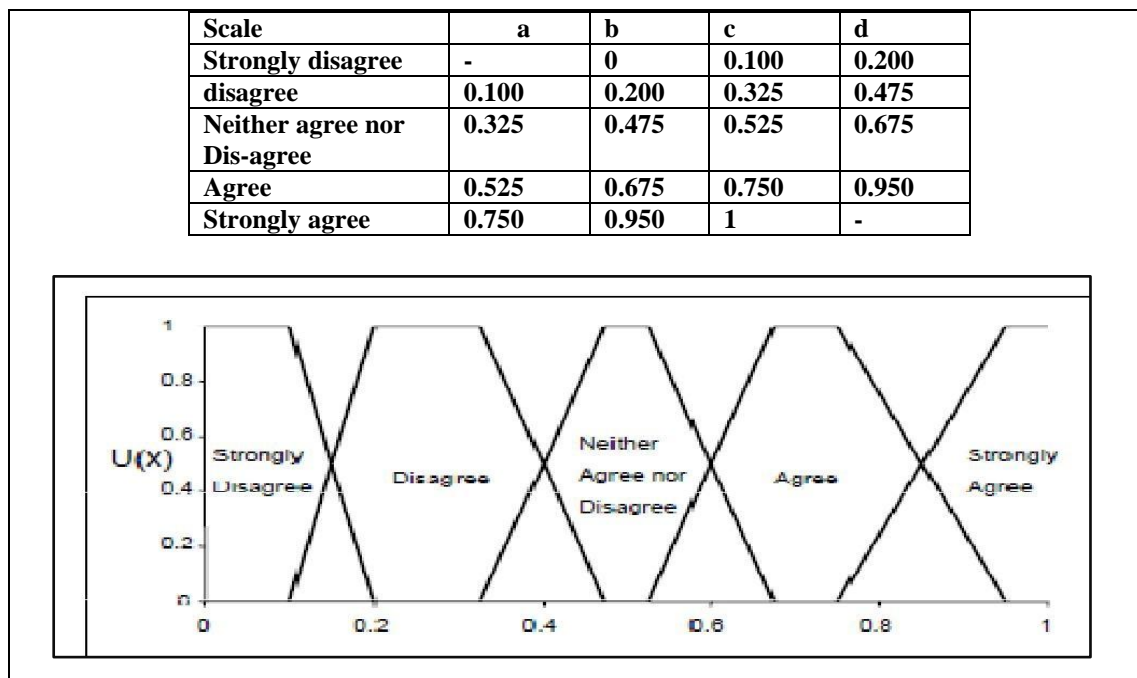 Scale a b c d
Strongly disagree - 0 0.100 0.200
disagree 0.100 0.200 0.325 0.475
Neither agree nor 0.325 0.475 0.525 0.675
Dis-agree
Agree 0.525 0.675 0.750 0.950
Strongly agree 0.750 0.950 1 -
1
0.8
0.6
U(X)
0.4
0.2
0
Strongly
Disagree
Disagree
Neither
Agree nor
Disagree
Agree
Strongly
Agree
0 0.2 0.4 0.6 0.8 1